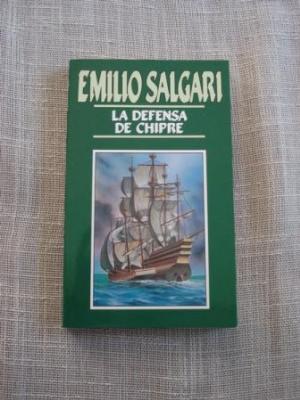 EMILIO SALGARI
LA DEFENSA
DE CHIPRE